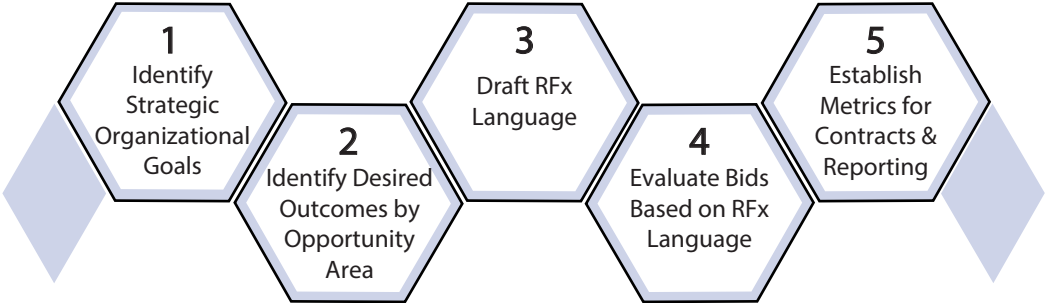 1
Identify
Strategic
Organizational
Goals
2
Identify Desired
Outcomes by
Opportunity
Area
3
Draft RFx
Language
4
Evaluate Bids
Based on RFx
Language
5
Establish
Metrics for
Contracts &
Reporting